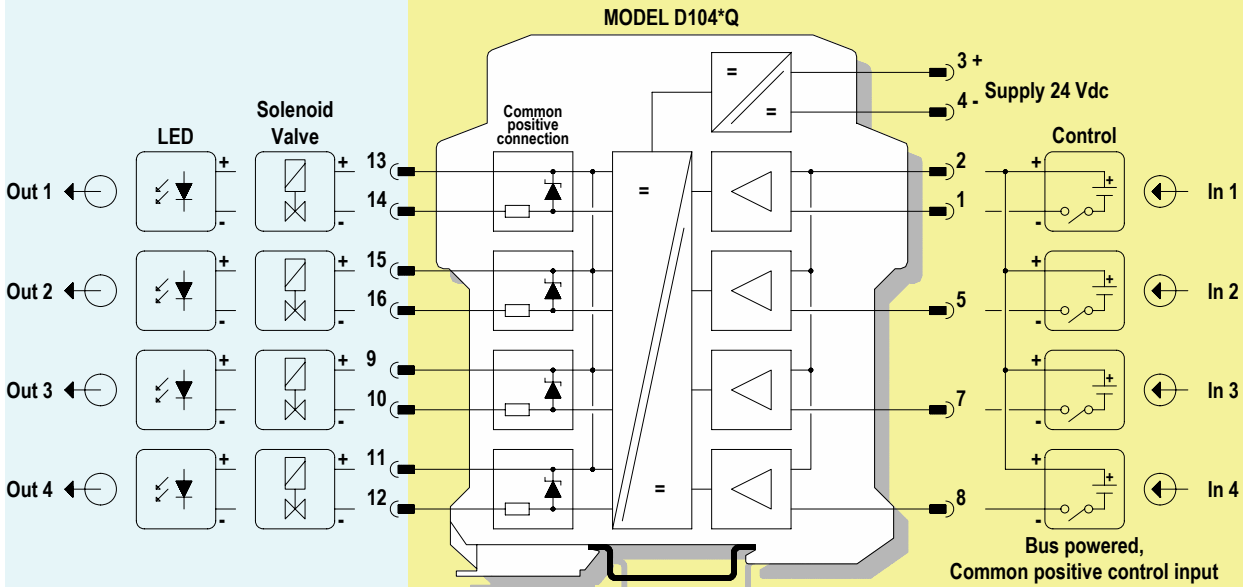 MODEL D104*Q
3 +
Supply 24 Vdc
4 -
=
=
LED
Solenoid
Valve
Common
positive
connection
Control
Out 1
+
-
+
-
13
14
=
2
1
+
-
+
In 1
Out 2
+
-
+
-
15
16
5
+
-
+
In 2
Out 3
+
-
+
-
9
10
7
+
-
+
In 3
Out 4
+
-
+
-
11
12
=
8
+
-
+
In 4
Bus powered,
Common positive control input